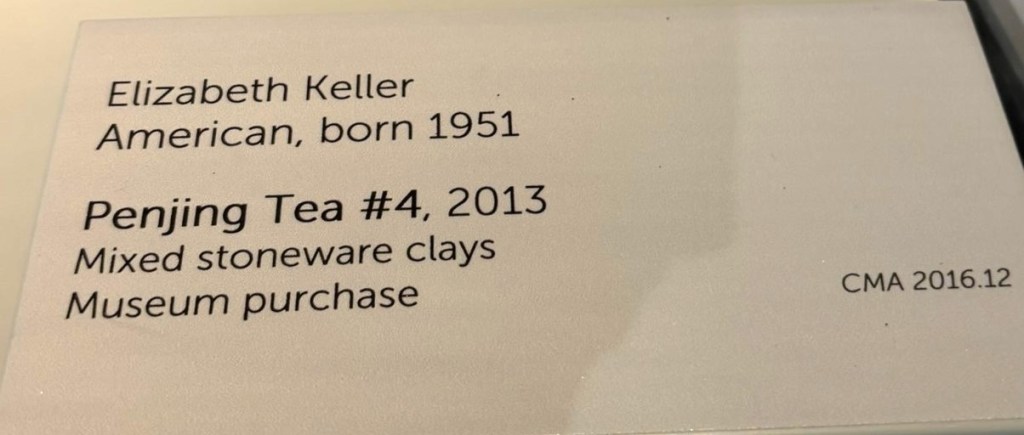 Elizabeth Keller
American, born 1951
Penjing Tea #4, 2013
Mixed stoneware clays
Museum purchase
CMA 2016.12